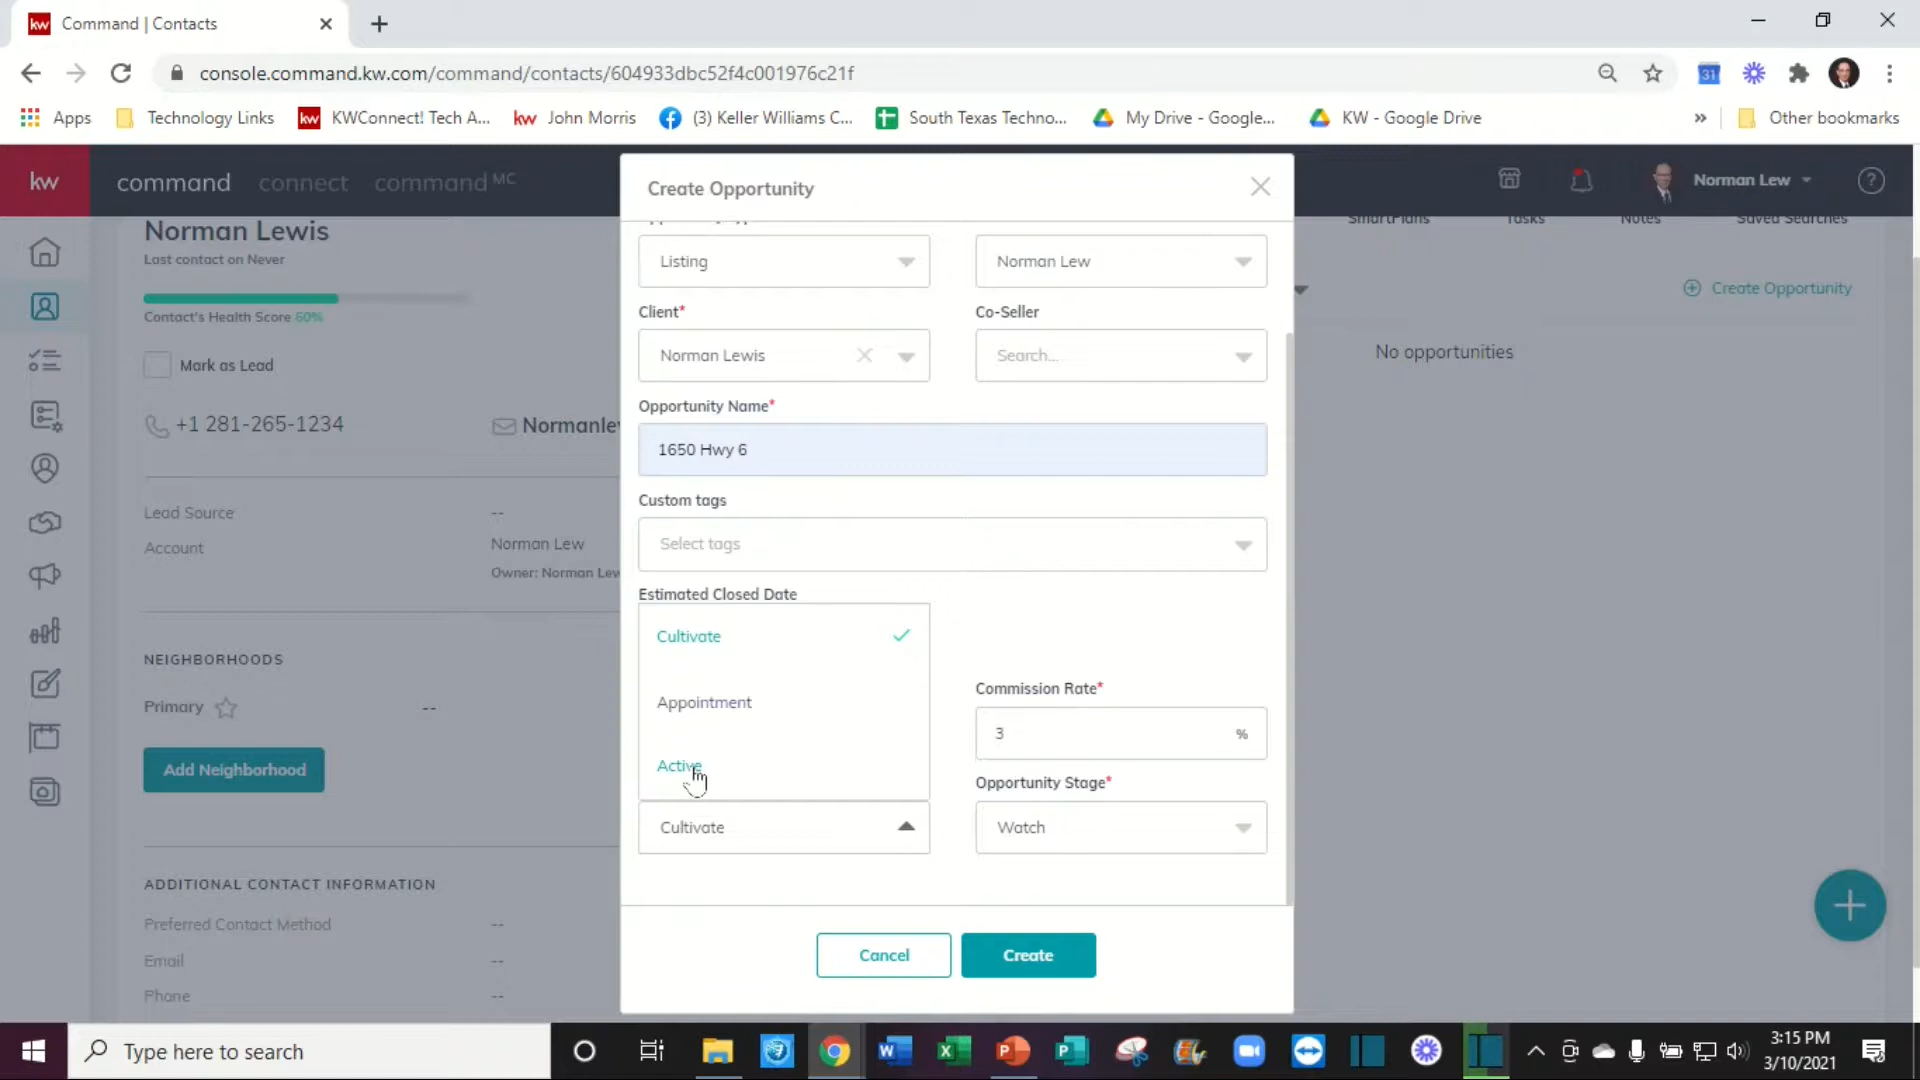 kw Command | Contacts
console.command.kw.com/command/contacts/604933dbc52f4c001976c21f
31
Apps Technology Links kw KWConnect! Tech A... kw John Morris (3) Keller Williams C... South Texas Techno... My Drive - Google... KW - Google Drive » Other bookmarks
kw command connect command MC
Norman Lew
?
Norman Lewis
Last contact on Never
Contact's Health Score 60%
Mark as Lead
+1 281-265-1234
Normanle
Lead Source --
Account Norman Lew
Owner: Norman Lew
NEIGHBORHOODS
Primary --
Add Neighborhood
ADDITIONAL CONTACT INFORMATION
Preferred Contact Method --
Email --
Phone --
Create Opportunity
Listing
Norman Lew
Client*
Co-Seller
Norman Lewis
Search...
Opportunity Name*
1650 Hwy 6
Custom tags
Select tags
Estimated Closed Date
Cultivate
Appointment
Active
Commission Rate*
3 %
Opportunity Stage*
Cultivate
Watch
Cancel
Create
SmartPlans Tasks Notes Saved Searches
Create Opportunity
No opportunities
Type here to search
3:15 PM
3/10/2021